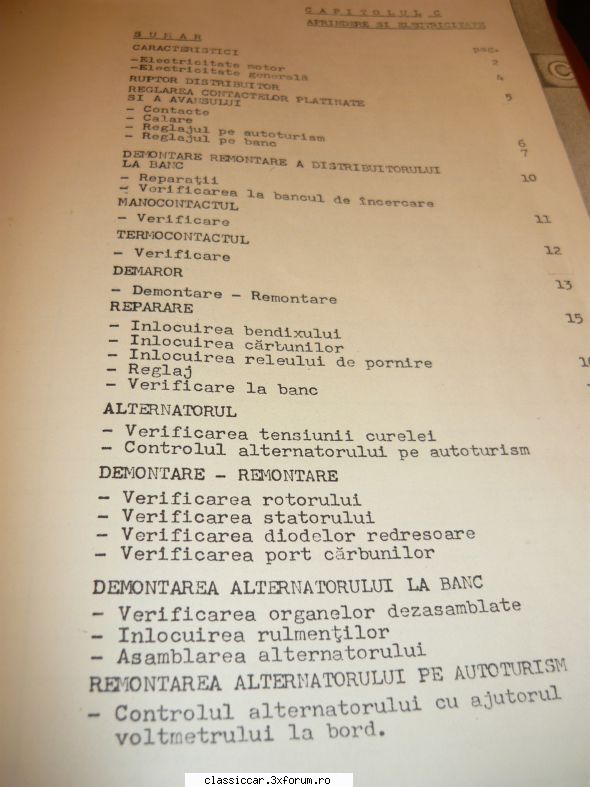 CAPITOLUL C
APRINDERE SI ELECTRICITATE
SUMAR
pag.
CARACTERISTICI
-Electricitate motor 2
-Electricitate generală 4
RUPTOR DISTRIBUITOR
REGLAREA CONTACTELOR PLATINATE
SI A AVANSULUI 5
- Contacte
- Calare
- Reglajul pe autoturism 6
- Reglajul pe banc 7
DEMONTARE REMONTARE A DISTRIBUITORULUI
LA BANC 10
- Reparaţii
- Verificarea la bancul de încercare
MANOCONTACTUL 11
- Verificare
TERMOCONTACTUL 12
- Verificare
DEMAROR 13
- Demontare - Remontare
REPARARE 15
- Inlocuirea bendixului
- Inlocuirea cărbunilor
- Inlocuirea releului de pornire
- Reglaj
- Verificare la banc
ALTERNATORUL
- Verificarea tensiunii curelei
- Controlul alternatorului pe autoturism
DEMONTARE - REMONTARE
- Verificarea rotorului
- Verificarea statorului
- Verificarea diodelor redresoare
- Verificarea port cărbunilor
DEMONTAREA ALTERNATORULUI LA BANC
- Verificarea organelor dezasamblate
- Inlocuirea rulmenţilor
- Asamblarea alternatorului
REMONTAREA ALTERNATORULUI PE AUTOTURISM
- Controlul alternatorului cu ajutorul
voltmetrului la bord.
©
classiccar.3xforum.ro